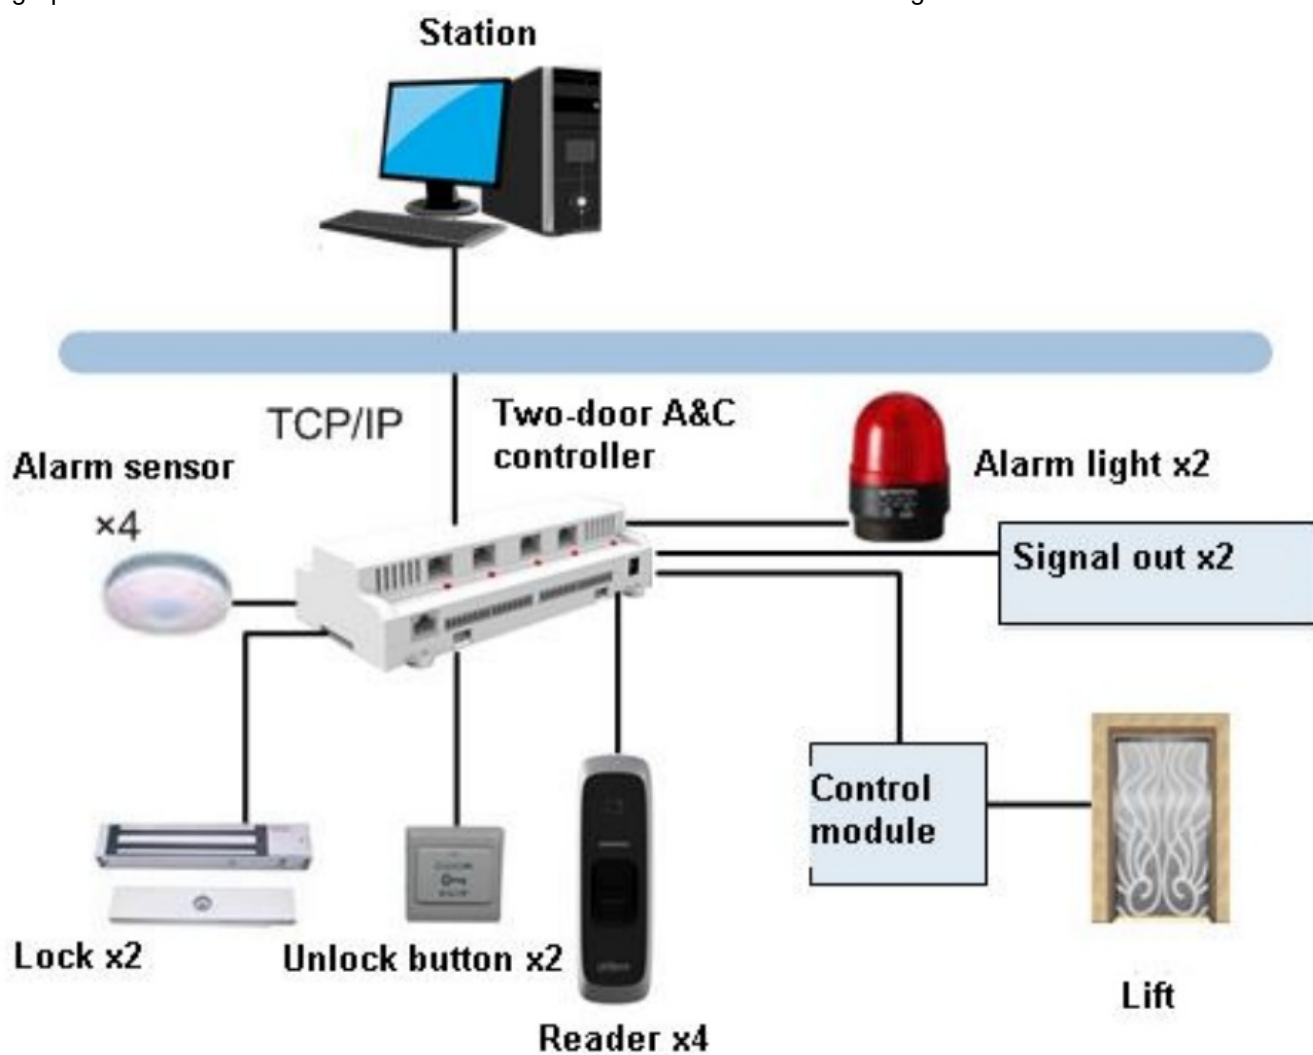 Station
TCP/IP
Two-door A&C
controller
Alarm sensor
×4
Alarm light x2
Signal out x2
Control
module
Lock x2
Unlock button x2
Reader x4
Lift